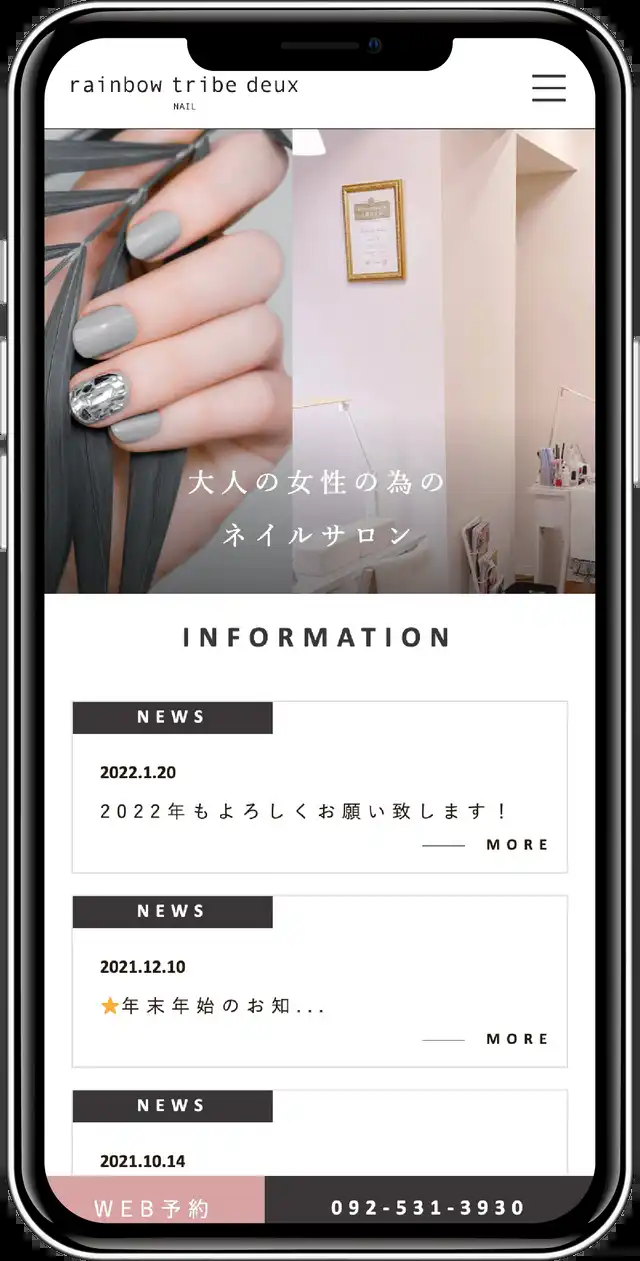 rainbow tribe deux
NAIL
大人の女性の為の
ネイルサロン
INFORMATION
NEWS
2022.1.20
2022年もよろしくお願い致します！
MORE
NEWS
2021.12.10
⭐年末年始のお知...
MORE
NEWS
2021.10.14
WEB予約
092-531-3930